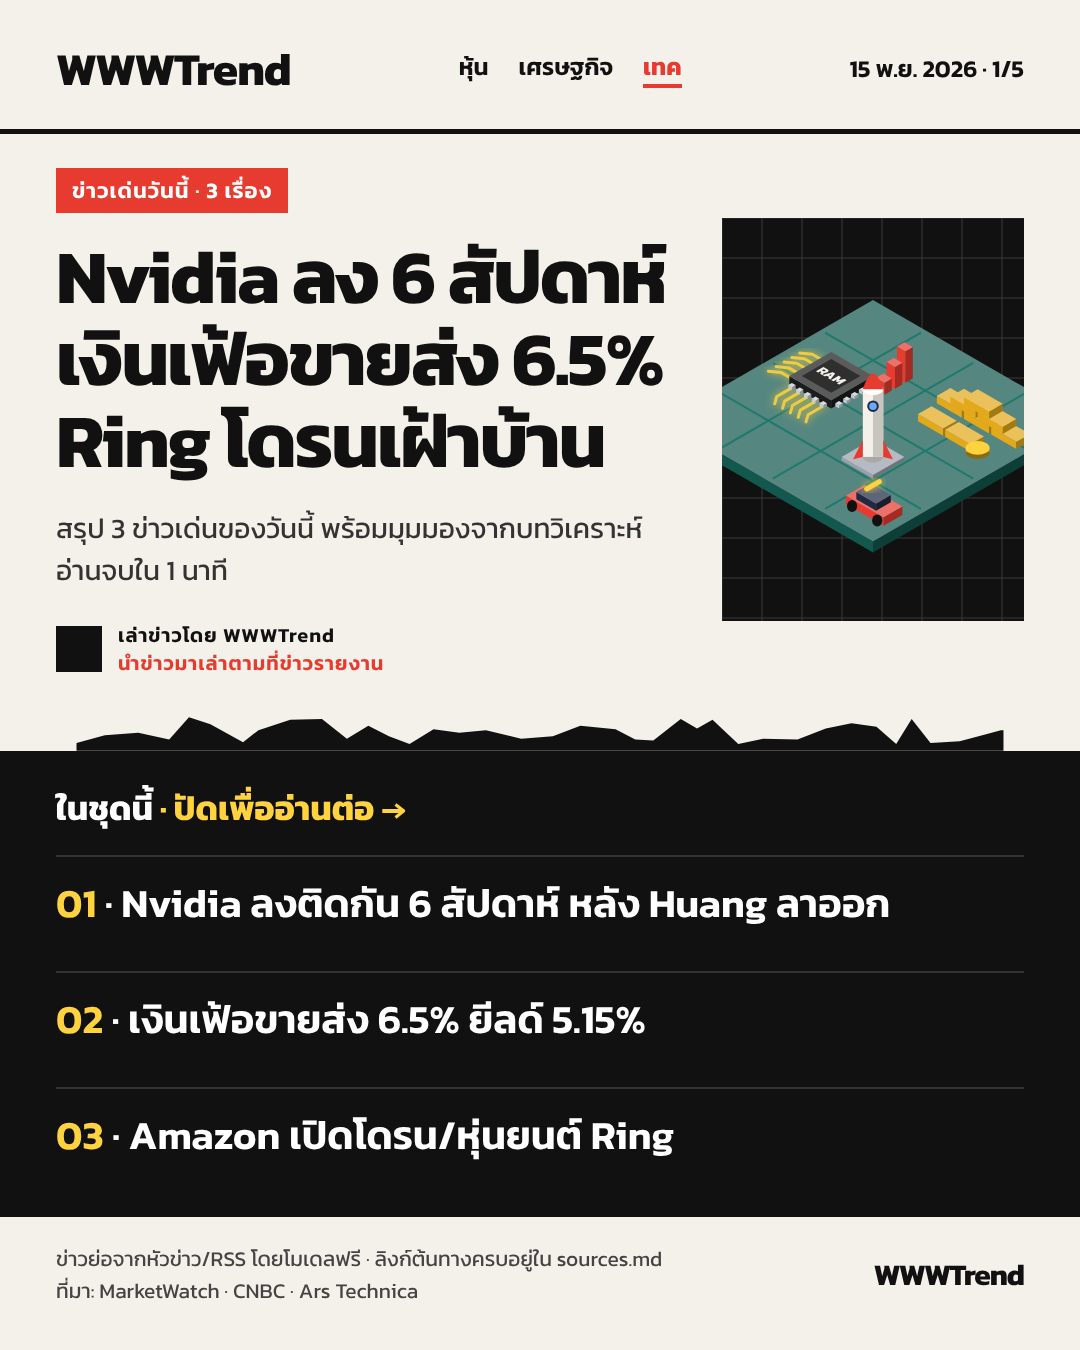 WWWTrend
หุ้น เศรษฐกิจ เทค
15 พ.ย. 2026 · 1/5
ข่าวเด่นวันนี้ · 3 เรื่อง
Nvidia ลง 6 สัปดาห์
เงินเฟ้อขายส่ง 6.5%
Ring โดรนเฝ้าบ้าน
RAM
สรุป 3 ข่าวเด่นของวันนี้ พร้อมมุมมองจากบทวิเคราะห์
อ่านจบใน 1 นาที
เล่าข่าวโดย WWWTrend
นำข่าวมาเล่าตามที่ข่าวรายงาน
ในชุดนี้ · ปัดเพื่ออ่านต่อ →
01 · Nvidia ลงติดกัน 6 สัปดาห์ หลัง Huang ลาออก
02 · เงินเฟ้อขายส่ง 6.5% ยีลด์ 5.15%
03 · Amazon เปิดโดรน/หุ่นยนต์ Ring
ข่าวย่อจากหัวข่าว/RSS โดยโมเดลฟรี · ลิงก์ต้นทางครบอยู่ใน sources.md
ที่มา: MarketWatch · CNBC · Ars Technica
WWWTrend